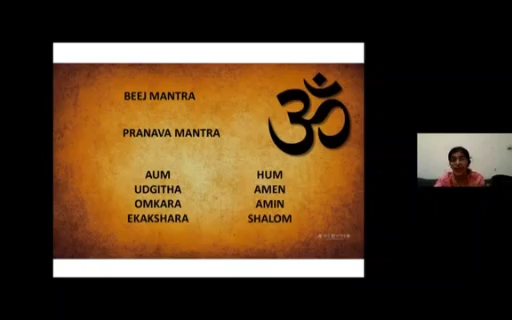 BEEJ MANTRA
ॐ
PRANAVA MANTRA
AUM HUM
UDGITHA AMEN
OMKARA AMIN
EKAKSHARA SHALOM